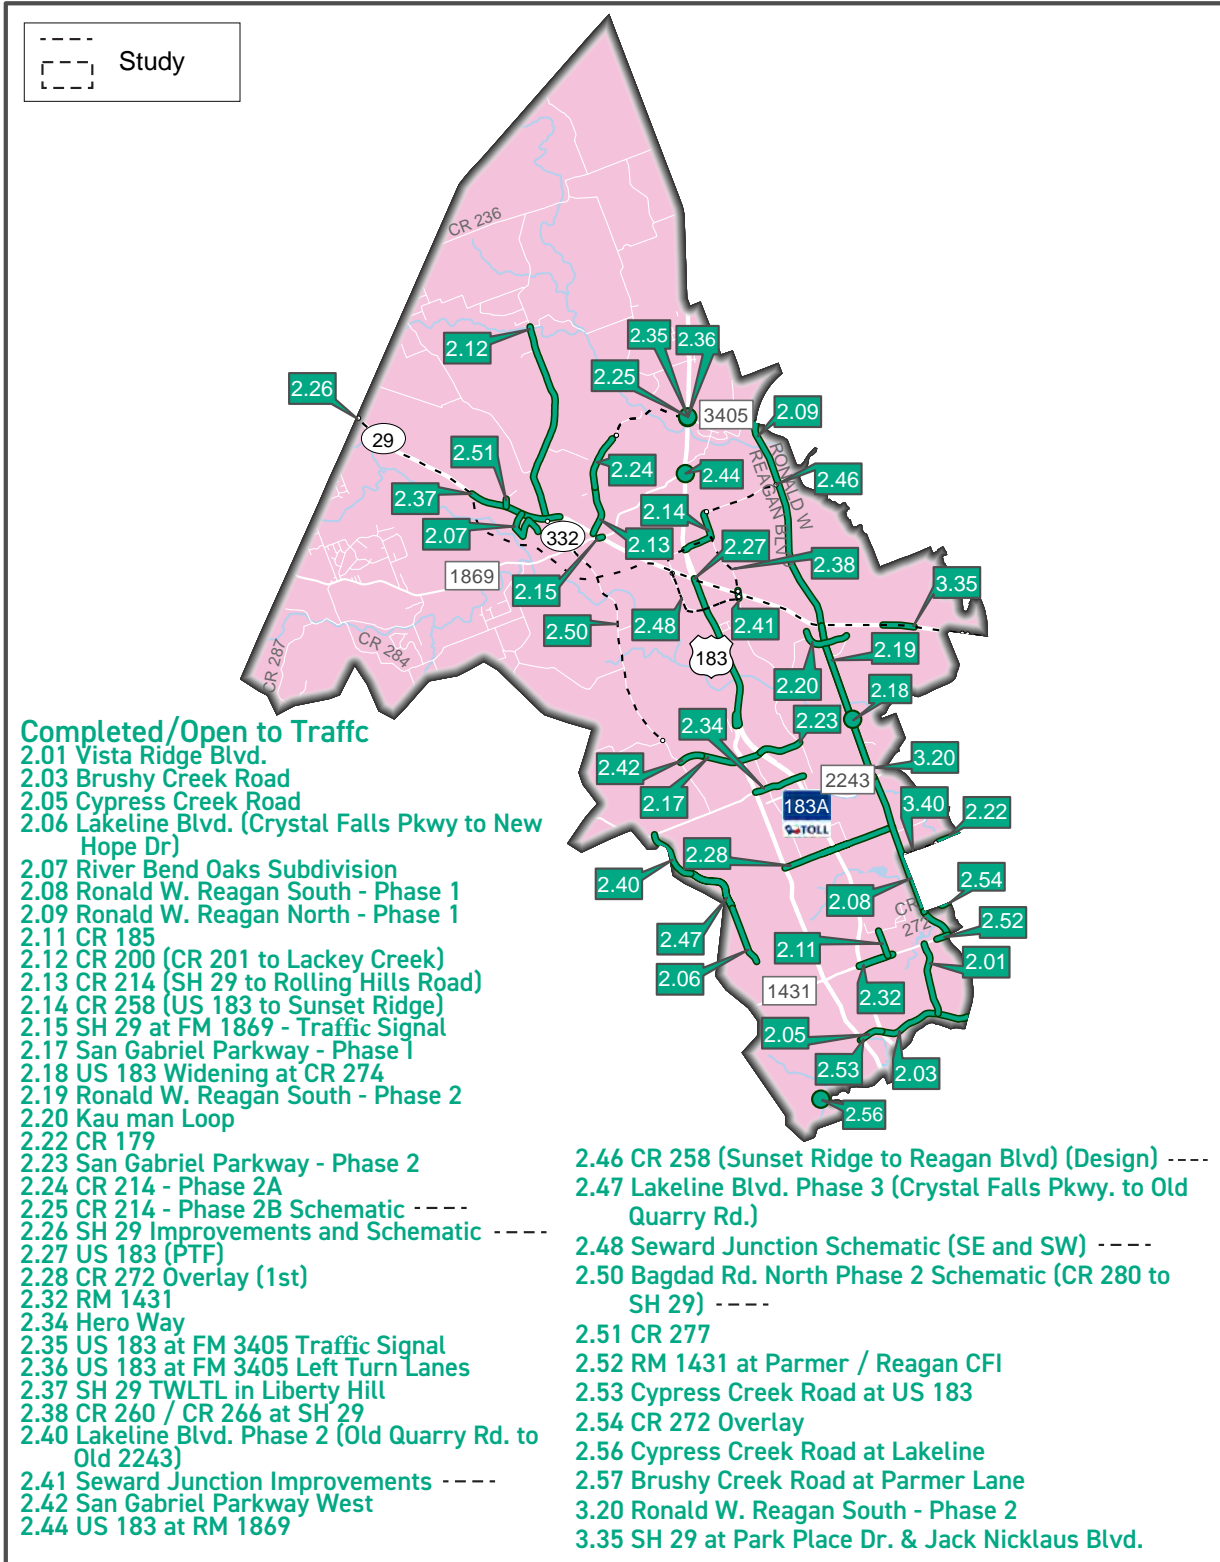 Study
CR 236
2.35
2.36
2.12
2.25
2.26
3405
2.09
29
2.51
2.24
2.44
RONALD W
REAGAN BLVD
2.46
2.37
2.14
2.07
332
2.13
2.27
2.38
1869
2.15
3.35
2.50
2.48
2.41
CR 284
CR 287
183
2.20
2.19
2.18
2.34
2.23
2.42
3.20
2243
2.17
183A
TOLL
3.40
2.22
2.28
2.40
2.08
2.54
CR
272
2.52
2.47
2.11
2.01
2.06
1431
2.32
2.05
2.53
2.03
2.56
Completed/Open to Traffc
2.01 Vista Ridge Blvd.
2.03 Brushy Creek Road
2.05 Cypress Creek Road
2.06 Lakeline Blvd. (Crystal Falls Pkwy to New
Hope Dr)
2.07 River Bend Oaks Subdivision
2.08 Ronald W. Reagan South - Phase 1
2.09 Ronald W. Reagan North - Phase 1
2.11 CR 185
2.12 CR 200 (CR 201 to Lackey Creek)
2.13 CR 214 (SH 29 to Rolling Hills Road)
2.14 CR 258 (US 183 to Sunset Ridge)
2.15 SH 29 at FM 1869 - Traffic Signal
2.17 San Gabriel Parkway - Phase 1
2.18 US 183 Widening at CR 274
2.19 Ronald W. Reagan South - Phase 2
2.20 Kau man Loop
2.22 CR 179
2.23 San Gabriel Parkway - Phase 2
2.24 CR 214 - Phase 2A
2.25 CR 214 - Phase 2B Schematic
2.26 SH 29 Improvements and Schematic
2.27 US 183 (PTF)
2.28 CR 272 Overlay (1st)
2.32 RM 1431
2.34 Hero Way
2.35 US 183 at FM 3405 Traffic Signal
2.36 US 183 at FM 3405 Left Turn Lanes
2.37 SH 29 TWLTL in Liberty Hill
2.38 CR 260 / CR 266 at SH 29
2.40 Lakeline Blvd. Phase 2 (Old Quarry Rd. to
Old 2243)
2.41 Seward Junction Improvements
2.42 San Gabriel Parkway West
2.44 US 183 at RM 1869
2.46 CR 258 (Sunset Ridge to Reagan Blvd) (Design)
2.47 Lakeline Blvd. Phase 3 (Crystal Falls Pkwy. to Old
Quarry Rd.)
2.48 Seward Junction Schematic (SE and SW)
2.50 Bagdad Rd. North Phase 2 Schematic (CR 280 to
SH 29)
2.51 CR 277
2.52 RM 1431 at Parmer / Reagan CFI
2.53 Cypress Creek Road at US 183
2.54 CR 272 Overlay
2.56 Cypress Creek Road at Lakeline
2.57 Brushy Creek Road at Parmer Lane
3.20 Ronald W. Reagan South - Phase 2
3.35 SH 29 at Park Place Dr. & Jack Nicklaus Blvd.